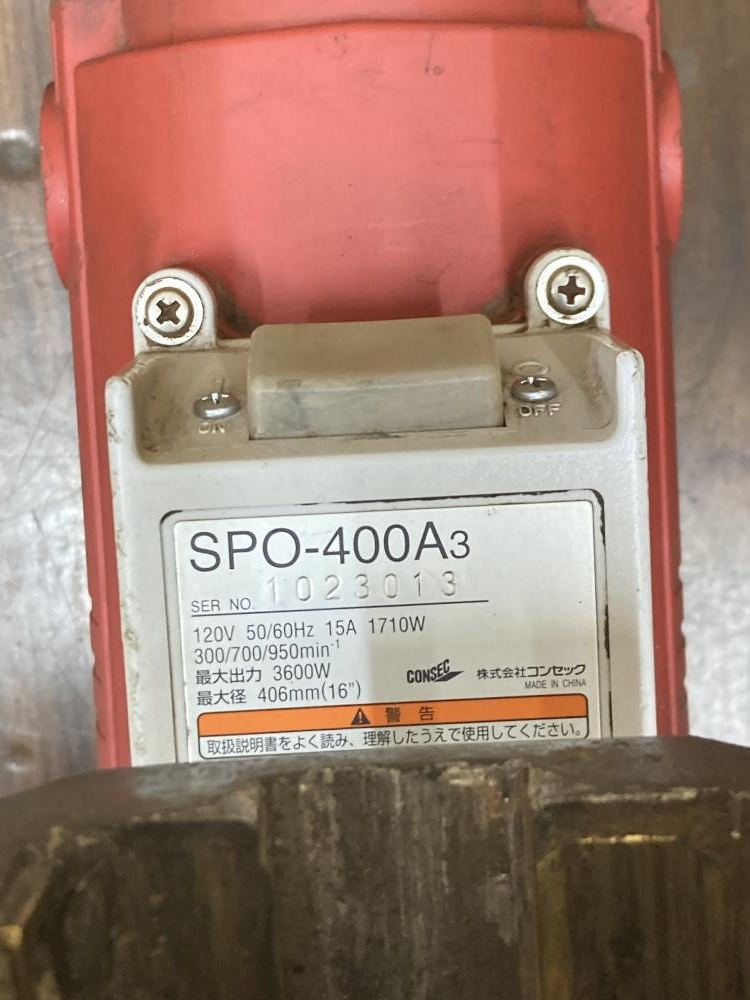 ON
OFF
SPO-400A3
SER NO. 1023013
120V 50/60Hz 15A 1710W
300/700/950min⁻¹
最大出力 3600W
最大径 406mm(16”)
CONSEC 株式会社コンセック
MADE IN CHINA
警告
取扱説明書をよく読み、理解したうえで使用してください。